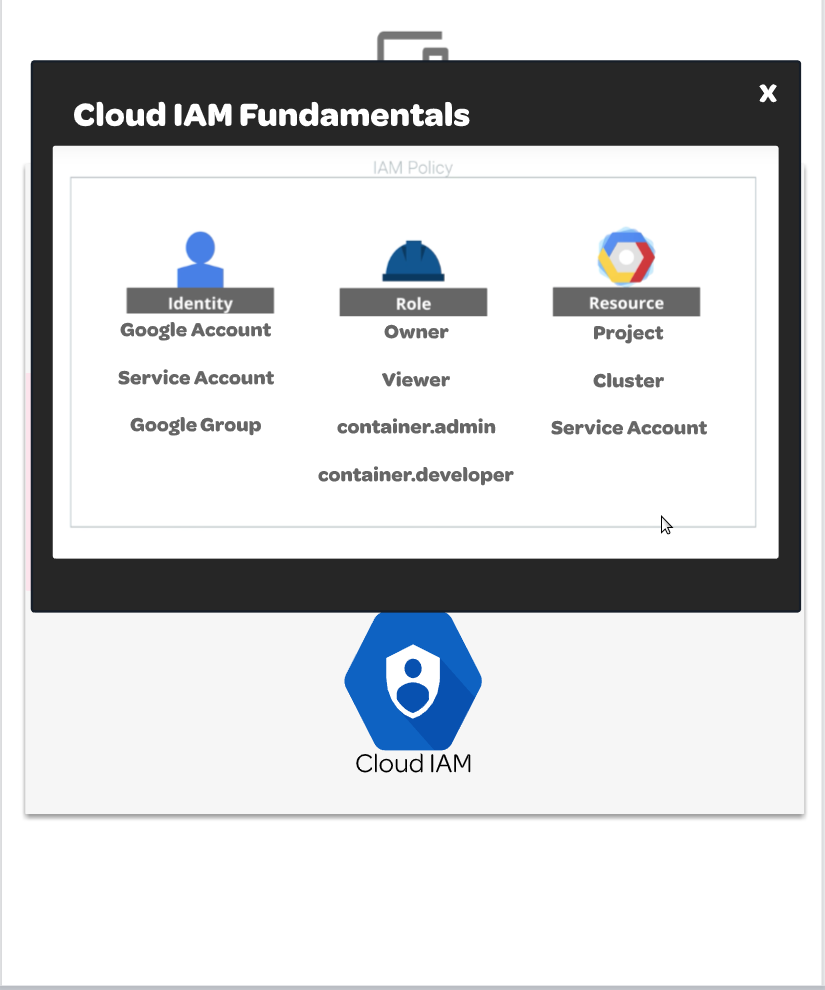 X
Cloud IAM Fundamentals
IAM Policy
Identity
Role
Resource
Google Account
Owner
Project
Service Account
Viewer
Cluster
Google Group
container.admin
Service Account
container.developer
Cloud IAM